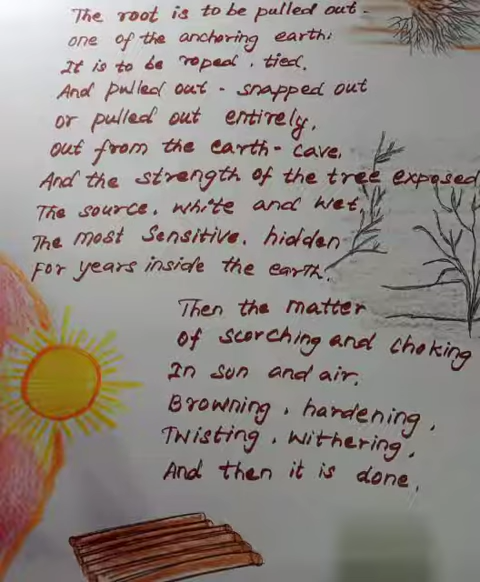 The root is to be pulled out -
one of the anchoring earth:
It is to be roped, tied,
And pulled out - snapped out
or pulled out entirely,
out from the earth - cave,
And the strength of the tree exposed
The source, white and wet,
The most Sensitive, hidden
For years inside the earth.
Then the matter
Of scorching and choking
In sun and air,
Browning, hardening,
Twisting, withering,
And then it is done,